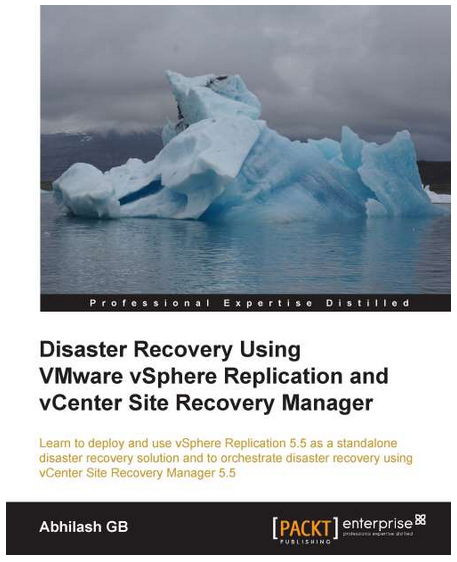 Professional Expertise Distilled
Disaster Recovery Using
VMware vSphere Replication and
vCenter Site Recovery Manager
Learn to deploy and use vSphere Replication 5.5 as a standalone
disaster recovery solution and to orchestrate disaster recovery using
vCenter Site Recovery Manager 5.5
Abhilash GB
[PACKT] enterprise
PUBLISHING
professional expertise distilled